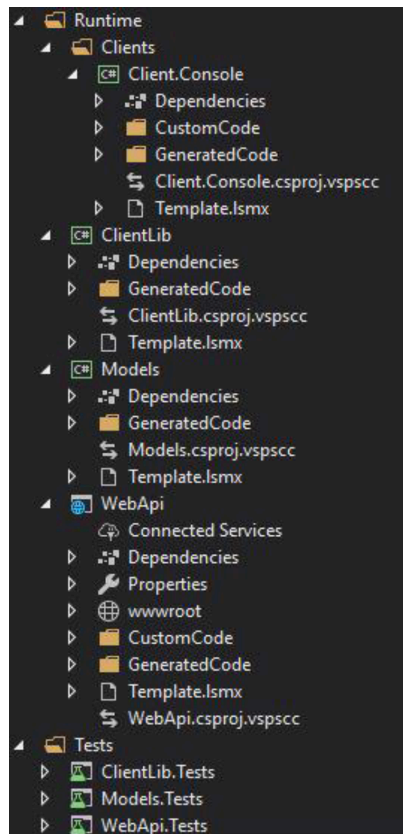 Runtime
Clients
C# Client.Console
Dependencies
CustomCode
GeneratedCode
Client.Console.csproj.vspscc
Template.lsmx
C# ClientLib
Dependencies
GeneratedCode
ClientLib.csproj.vspscc
Template.lsmx
C# Models
Dependencies
GeneratedCode
Models.csproj.vspscc
Template.lsmx
WebApi
Connected Services
Dependencies
Properties
wwwroot
CustomCode
GeneratedCode
Template.lsmx
WebApi.csproj.vspscc
Tests
ClientLib.Tests
Models.Tests
WebApi.Tests